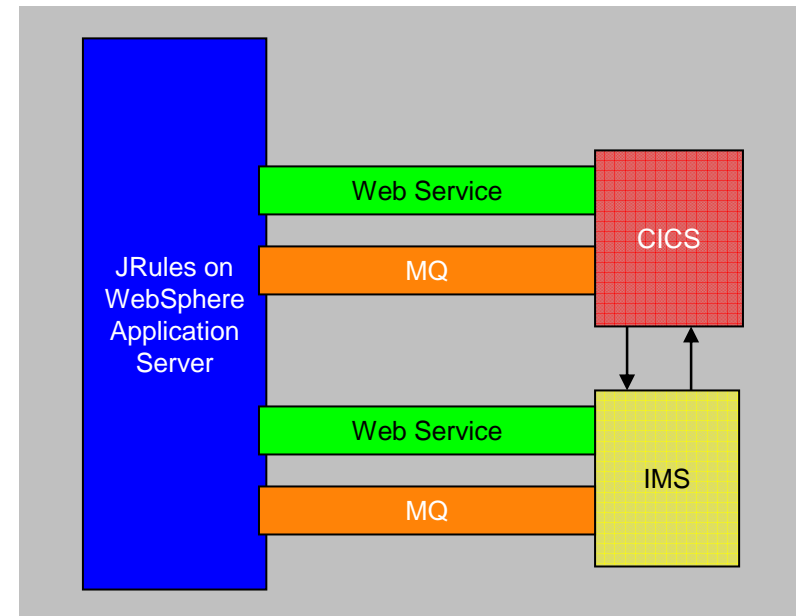 JRules on
WebSphere
Application
Server
Web Service
MQ
CICS
Web Service
MQ
IMS